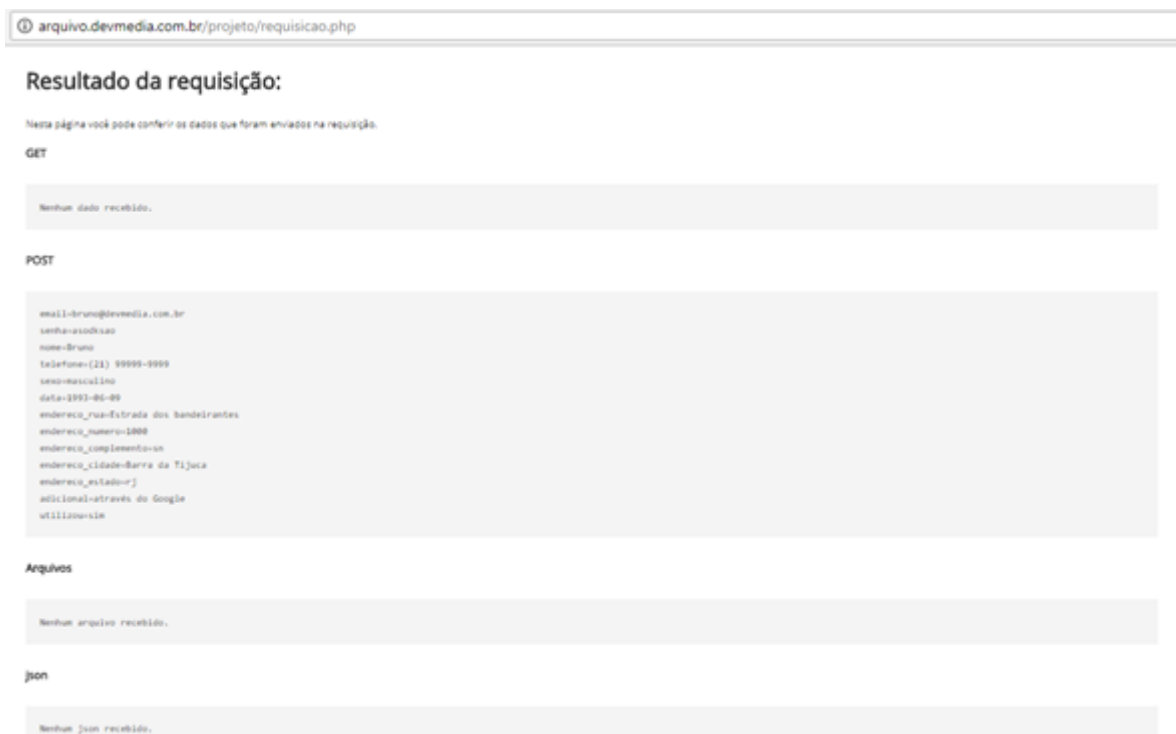 arquivo.devmedia.com.br/projeto/requisicao.php
Resultado da requisição:
Nesta página você pode conferir os dados que foram enviados na requisição.
GET
Nenhum dado recebido.
POST
email=bruno@devmedia.com.br
senha=asodksao
nome=Bruno
telefone=(21) 99999-9999
sexo=masculino
data=1993-06-09
endereco_rua=Estrada dos bandeirantes
endereco_numero=1000
endereco_complemento=sn
endereco_cidade=Barra da Tijuca
endereco_estado=rj
adicional=através do Google
utilizou=sim
Arquivos
Nenhum arquivo recebido.
json
Nenhum json recebido.